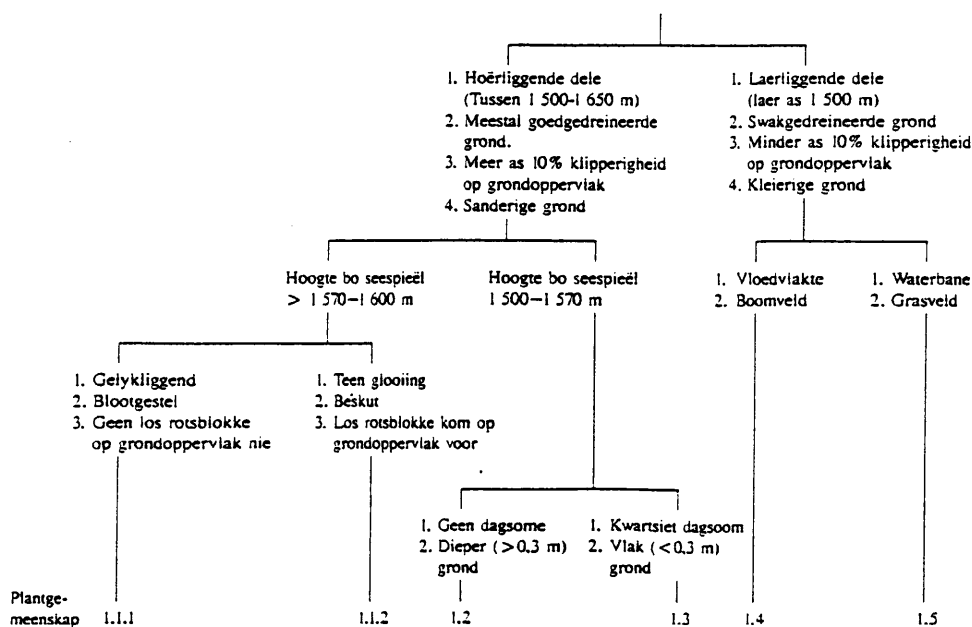 1. Hoërliggende dele
(Tussen 1 500-1 650 m)
2. Meestal goedgedreineerde
grond.
3. Meer as 10% klipperigheid
op grondoppervlak
4. Sanderige grond
1. Laerliggende dele
(laer as 1 500 m)
2. Swakgedreineerde grond
3. Minder as 10% klipperigheid
op grondoppervlak
4. Kleierige grond
Hoogte bo seespieël
> 1 570–1 600 m
Hoogte bo seespieël
1 500–1 570 m
1. Vloedvlakte
2. Boomveld
1. Waterbane
2. Grasveld
1. Gelykliggend
2. Blootgestel
3. Geen los rotsblokke
op grondoppervlak nie
1. Teen glooiing
2. Beskut
3. Los rotsblokke kom op
grondoppervlak voor
1. Geen dagsome
2. Dieper (>0.3 m)
grond
1. Kwartsiet dagsoom
2. Vlak (<0.3 m)
grond
Plantge-
meenskap 1.1.1 1.1.2 1.2 1.3 1.4 1.5